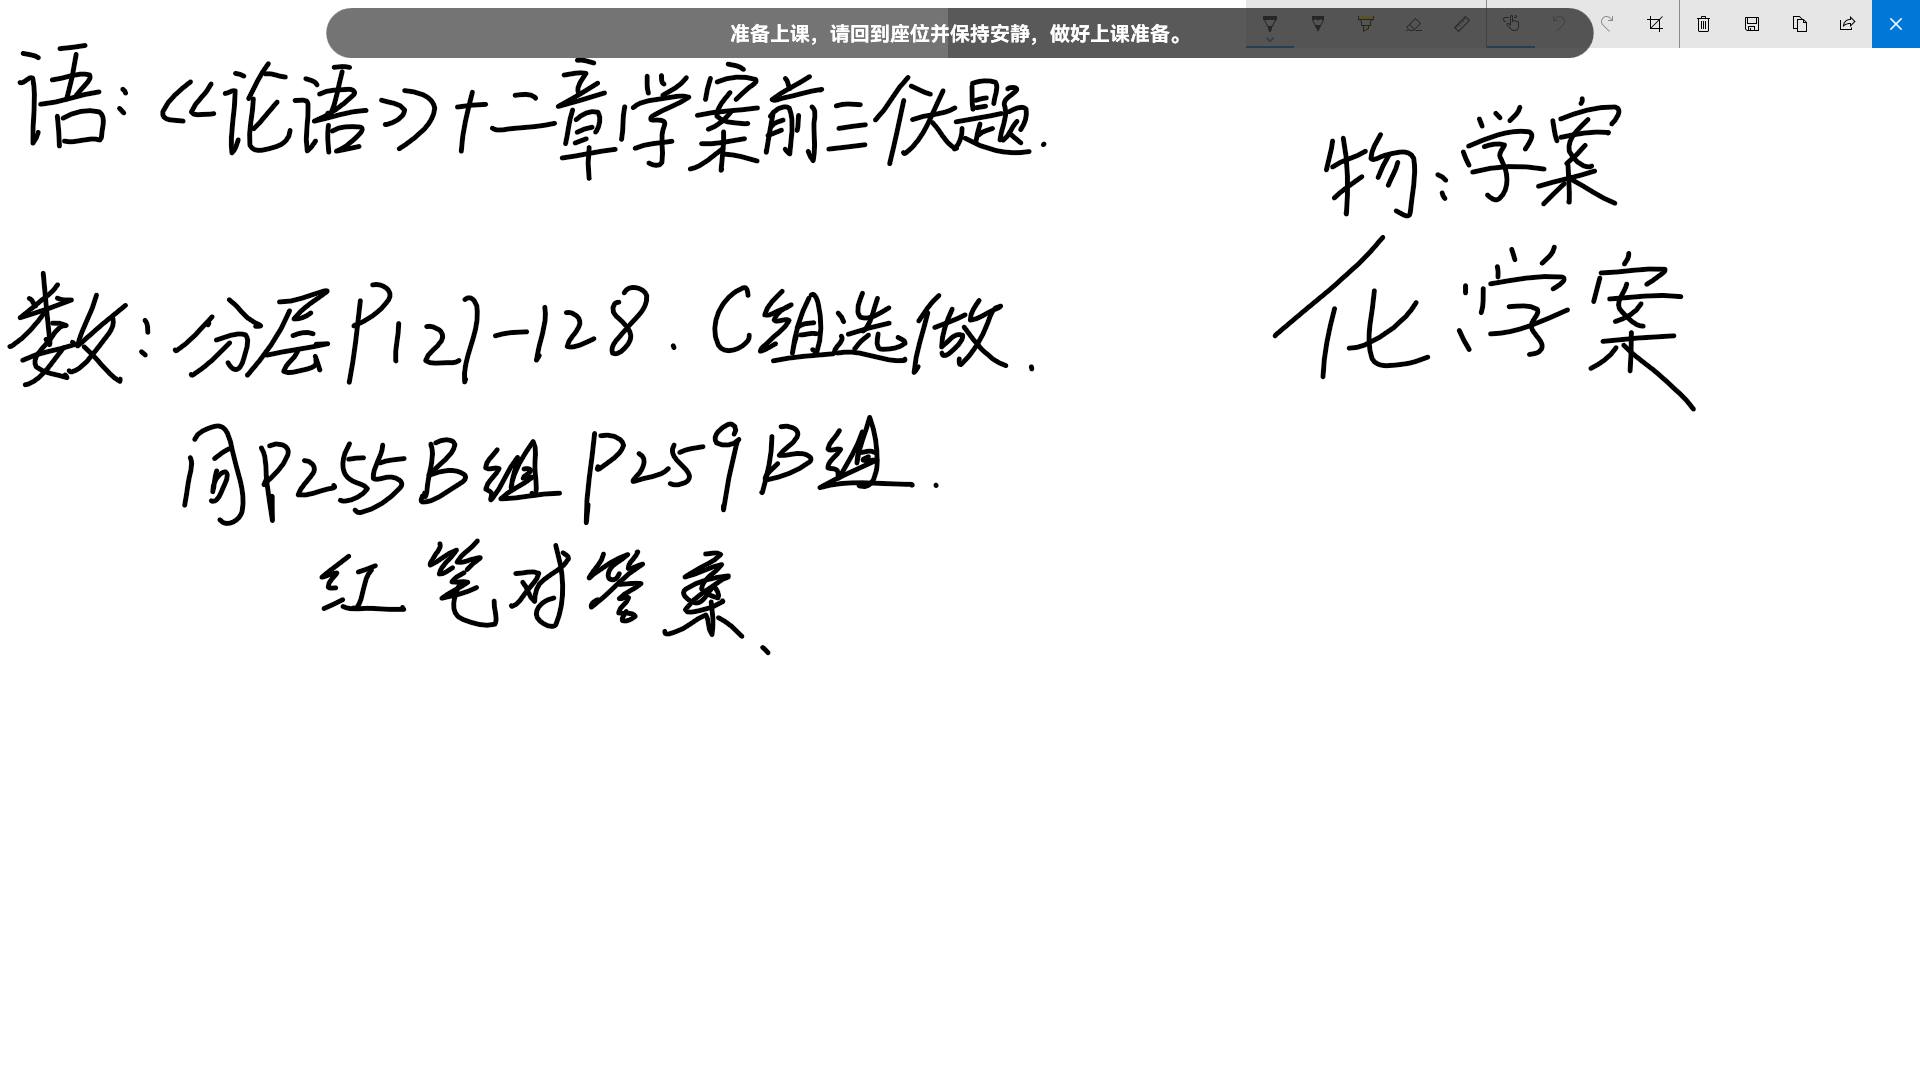 准备上课，请回到座位并保持安静，做好上课准备。
语：《论语》十二章学案前三伏题.
物：学案
化：学案
数：分层P127-128. C组选做.
同P255B组 P259B组.
红笔对答案、